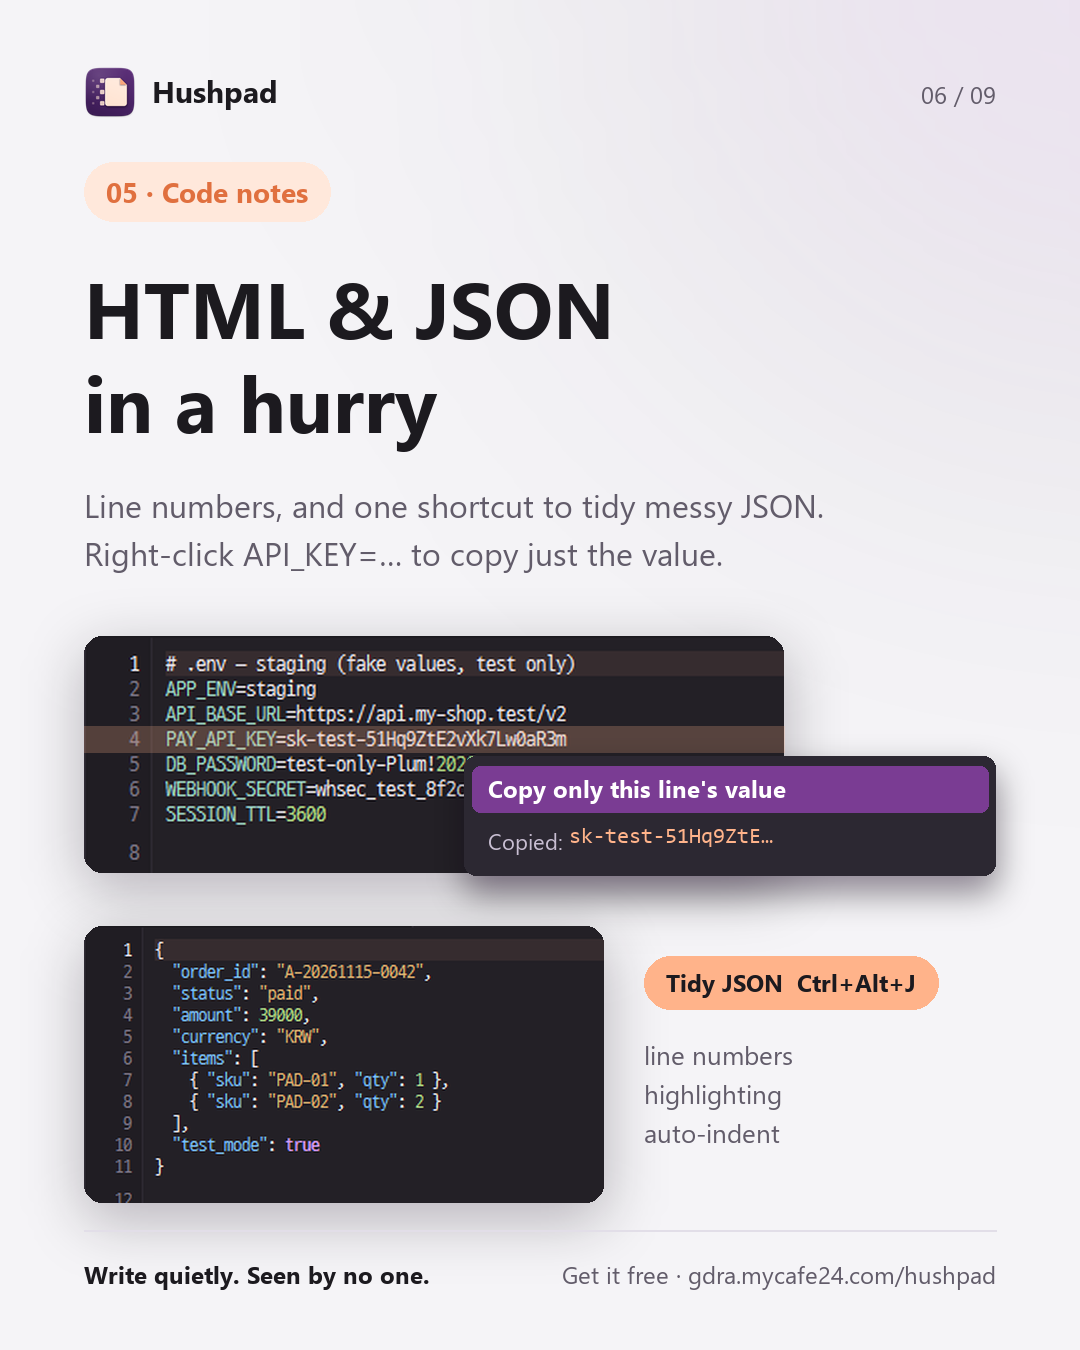 Hushpad
06 / 09
05 · Code notes
HTML & JSON
in a hurry
Line numbers, and one shortcut to tidy messy JSON.
Right-click API_KEY=… to copy just the value.
1 # .env — staging (fake values, test only)
2 APP_ENV=staging
3 API_BASE_URL=https://api.my-shop.test/v2
4 PAY_API_KEY=sk-test-51Hq9ZtE2vXk7Lw0aR3m
5 DB_PASSWORD=test-only-Plum!202
6 WEBHOOK_SECRET=whsec_test_8f2c
7 SESSION_TTL=3600
8
Copy only this line's value
Copied: sk-test-51Hq9ZtE…
1 {
2 "order_id": "A-20261115-0042",
3 "status": "paid",
4 "amount": 39000,
5 "currency": "KRW",
6 "items": [
7 { "sku": "PAD-01", "qty": 1 },
8 { "sku": "PAD-02", "qty": 2 }
9 ],
10 "test_mode": true
11 }
12
Tidy JSON Ctrl+Alt+J
line numbers
highlighting
auto-indent
Write quietly. Seen by no one.
Get it free · gdra.mycafe24.com/hushpad